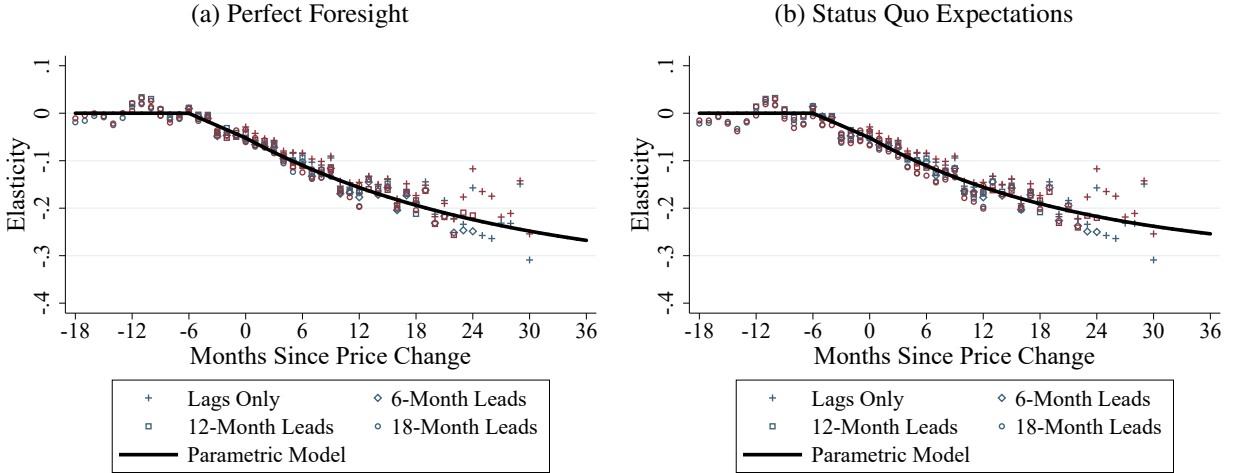 (a) Perfect Foresight
Elasticity
.1
0
-.1
-.2
-.3
-.4
-18 -12 -6 0 6 12 18 24 30 36
Months Since Price Change
Lags Only
6-Month Leads
12-Month Leads
18-Month Leads
Parametric Model
(b) Status Quo Expectations
Elasticity
.1
0
-.1
-.2
-.3
-.4
-18 -12 -6 0 6 12 18 24 30 36
Months Since Price Change
Lags Only
6-Month Leads
12-Month Leads
18-Month Leads
Parametric Model